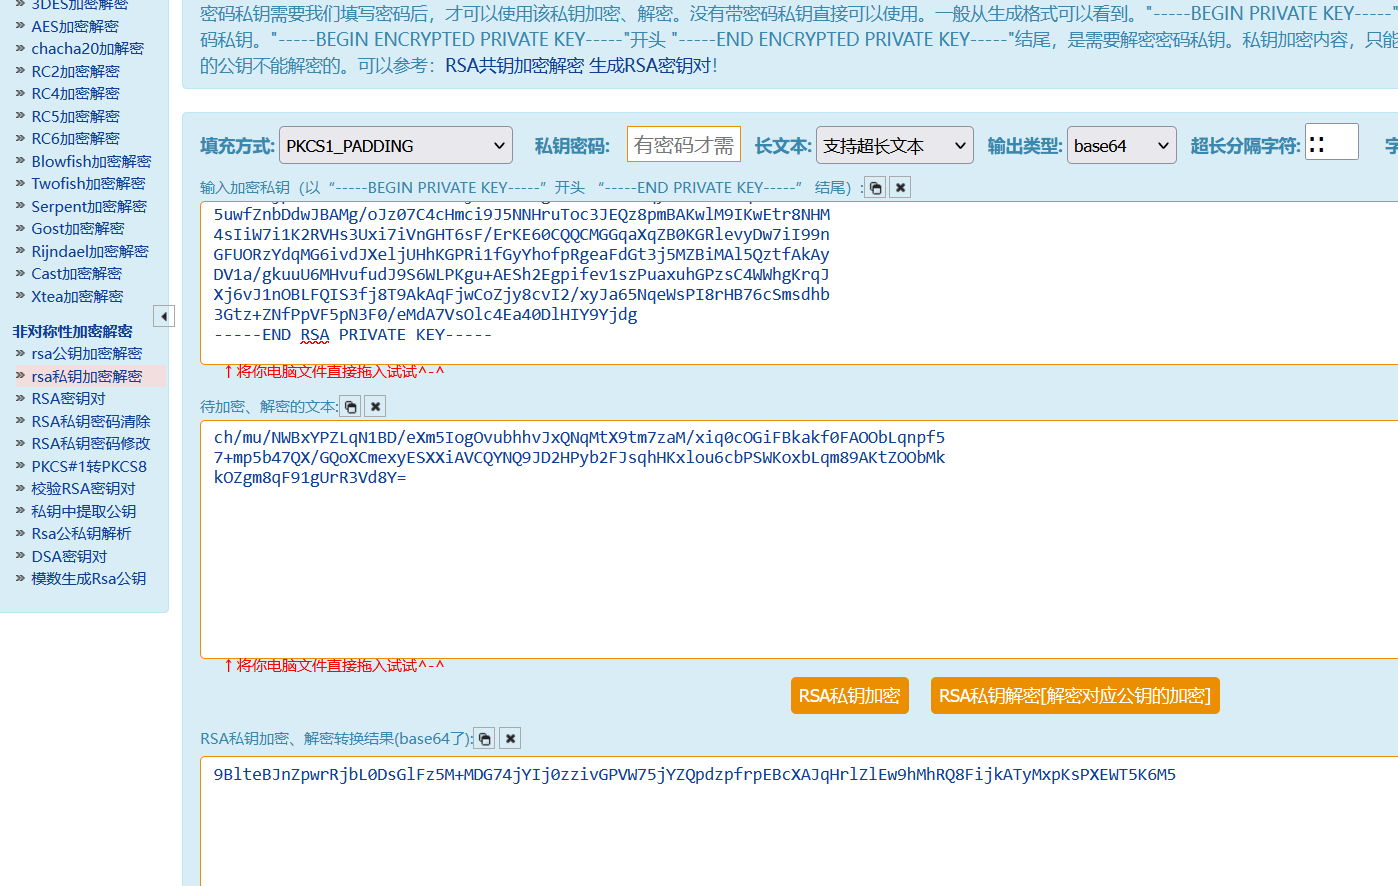 3DES加密解密
AES加密解密
chacha20加解密
RC2加密解密
RC4加密解密
RC5加密解密
RC6加密解密
Blowfish加密解密
Twofish加密解密
Serpent加密解密
Gost加密解密
Rijndael加密解密
Cast加密解密
Xtea加密解密
非对称性加密解密
rsa公钥加密解密
rsa私钥加密解密
RSA密钥对
RSA私钥密码清除
RSA私钥密码修改
PKCS#1转PKCS8
校验RSA密钥对
私钥中提取公钥
Rsa公私钥解析
DSA密钥对
模数生成Rsa公钥
密码私钥需要我们填写密码后，才可以使用该私钥加密、解密。没有带密码私钥直接可以使用。一般从生成格式可以看到。"-----BEGIN PRIVATE KEY-----"
码私钥。"-----BEGIN ENCRYPTED PRIVATE KEY-----"开头 "-----END ENCRYPTED PRIVATE KEY-----"结尾，是需要解密密码私钥。私钥加密内容，只能
的公钥不能解密的。可以参考：RSA共钥加密解密 生成RSA密钥对！
填充方式: PKCS1_PADDING 私钥密码: 有密码才需 长文本: 支持超长文本 输出类型: base64 超长分隔字符: :: 字
输入加密私钥（以“-----BEGIN PRIVATE KEY-----”开头 “-----END PRIVATE KEY-----” 结尾）:
5uwfZnbDdwJBAMg/oJz07C4cHmci9J5NNHruToc3JEQz8pmBAKwlM9IKwEtr8NHM
4sIiW7i1K2RVHs3Uxi7iVnGHT6sF/ErKE60CQQCMGGqaXqZB0KGRlevyDw7iI99n
GFUORzYdqMG6ivdJXeljUHhKGPRi1fGyYhofpRgeaFdGt3j5MZBiMAl5QztfAkAy
DV1a/gkuuU6MHvufudJ9S6WLPKgu+AESh2Egpifev1szPuaxuhGPzsC4WWhgKrqJ
Xj6vJ1nOBLFQIS3fj8T9AkAqFjwCoZjy8cvI2/xyJa65NqeWsPI8rHB76cSmsdhb
3Gtz+ZNfPpVF5pN3F0/eMdA7VsOlc4Ea40DlHIY9Yjdg
-----END RSA PRIVATE KEY-----
↑将你电脑文件直接拖入试试^-^
待加密、解密的文本:
ch/mu/NWBxYPZLqN1BD/eXm5IogOvubhhvJxQNqMtX9tm7zaM/xiq0cOGiFBkakf0FAOObLqnpf5
7+mp5b47QX/GQoXCmexyESXXiAVCQYNQ9JD2HPyb2FJsqhHKxlou6cbPSWKoxbLqm89AKtZOObMk
kOZgm8qF91gUrR3Vd8Y=
↑将你电脑文件直接拖入试试^-^
RSA私钥加密 RSA私钥解密[解密对应公钥的加密]
RSA私钥加密、解密转换结果(base64了):
9BlteBJnZpwrRjbL0DsGlFz5M+MDG74jYIj0zzivGPVW75jYZQpdzpfrpEBcXAJqHrlZlEw9hMhRQ8FijkATyMxpKsPXEWT5K6M5